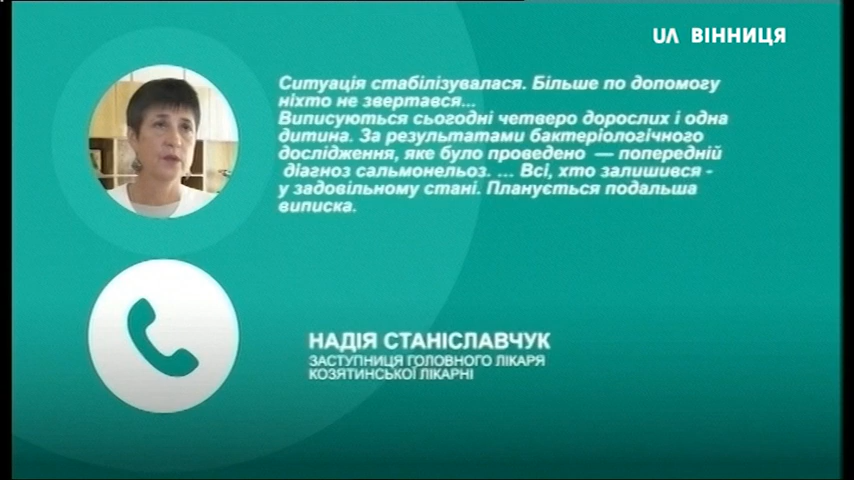 UA ВІННИЦЯ
Ситуація стабілізувалася. Більше по допомогу
ніхто не звертався...
Виписуються сьогодні четверо дорослих і одна
дитина. За результатами бактеріологічного
дослідження, яке було проведено — попередній
діагноз сальмонельоз. ... Всі, хто залишився -
у задовільному стані. Планується подальша
виписка.
НАДІЯ СТАНІСЛАВЧУК
ЗАСТУПНИЦЯ ГОЛОВНОГО ЛІКАРЯ
КОЗЯТИНСЬКОЇ ЛІКАРНІ